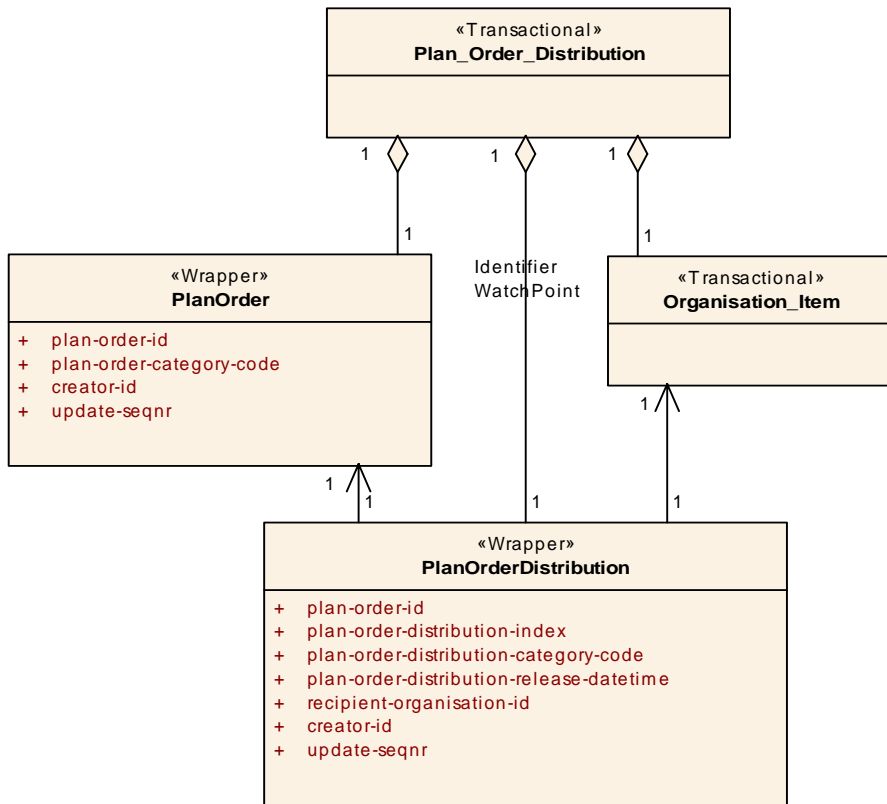 «Transactional»
Plan_Order_Distribution
1
1
1
1
1
«Wrapper»
PlanOrder
+ plan-order-id
+ plan-order-category-code
+ creator-id
+ update-seqnr
Identifier
WatchPoint
«Transactional»
Organisation_Item
1
1
1
1
1
«Wrapper»
PlanOrderDistribution
+ plan-order-id
+ plan-order-distribution-index
+ plan-order-distribution-category-code
+ plan-order-distribution-release-datetime
+ recipient-organisation-id
+ creator-id
+ update-seqnr